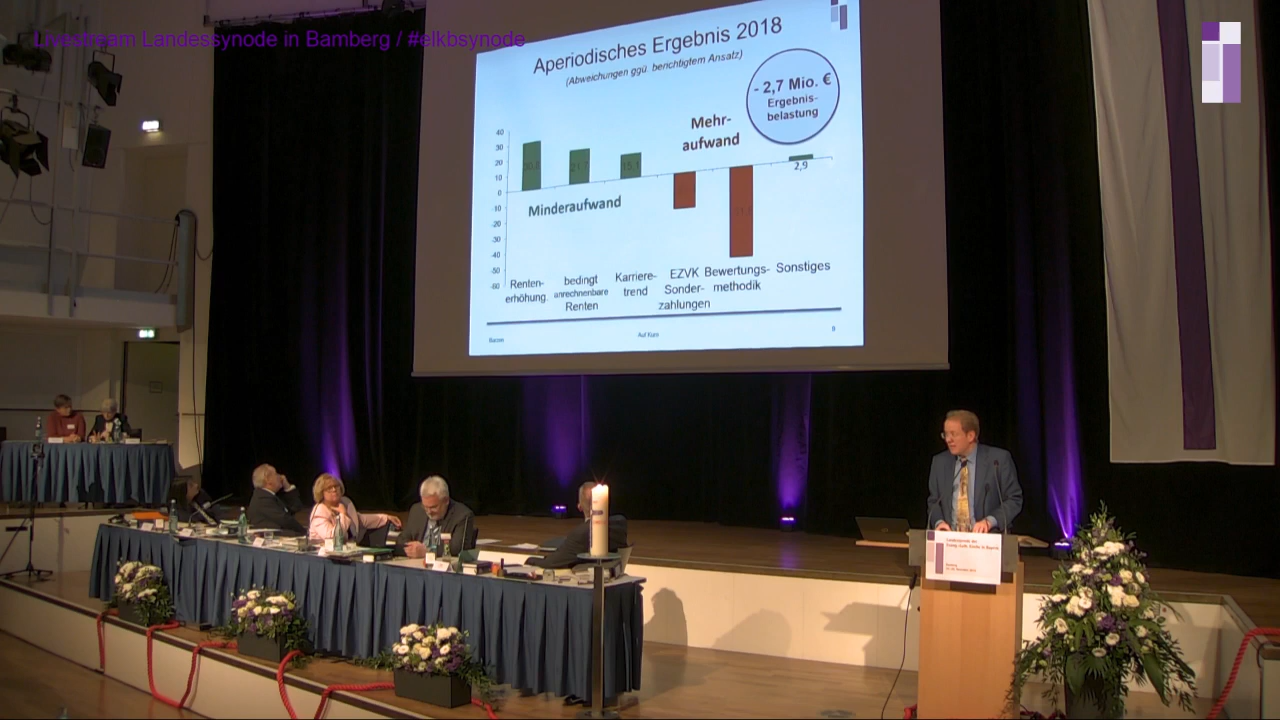 Livestream Landessynode in Bamberg / #elkbsynode
Aperiodisches Ergebnis 2018
(Abweichungen ggü. berichtigtem Ansatz)
- 2,7 Mio. €
Ergebnis-
belastung
Mehr-
aufwand
40
30
20
10
0
-10
-20
-30
-40
-50
-60
2,9
Minderaufwand
Renten-
erhöhung
bedingt
anrechnenbare
Renten
Karriere-
trend
EZVK
Sonder-
zahlungen
Bewertungs-
methodik
Sonstiges
Auf Kurs
9